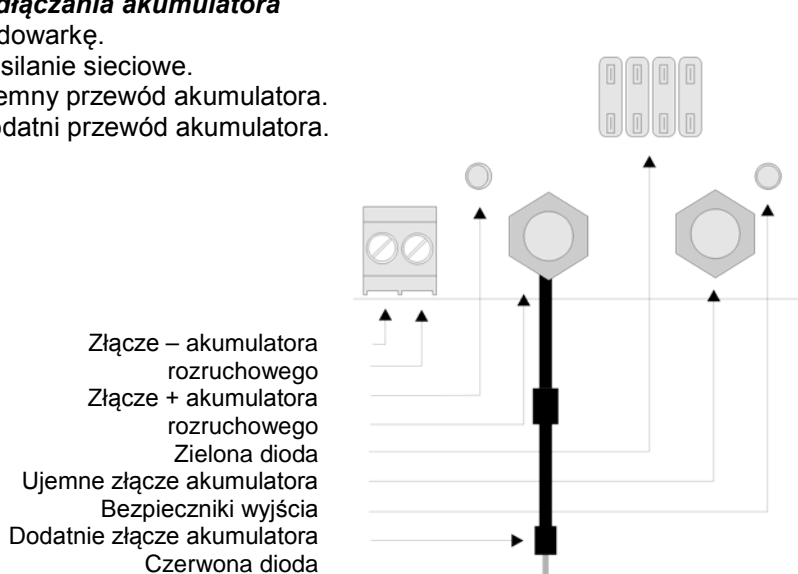 dłączania akumulatora
dowarkę.
silanie sieciowe.
emny przewód akumulatora.
odatni przewód akumulatora.
Złącze – akumulatora
rozruchowego
Złącze + akumulatora
rozruchowego
Zielona dioda
Ujemne złącze akumulatora
Bezpieczniki wyjścia
Dodatnie złącze akumulatora
Czerwona dioda